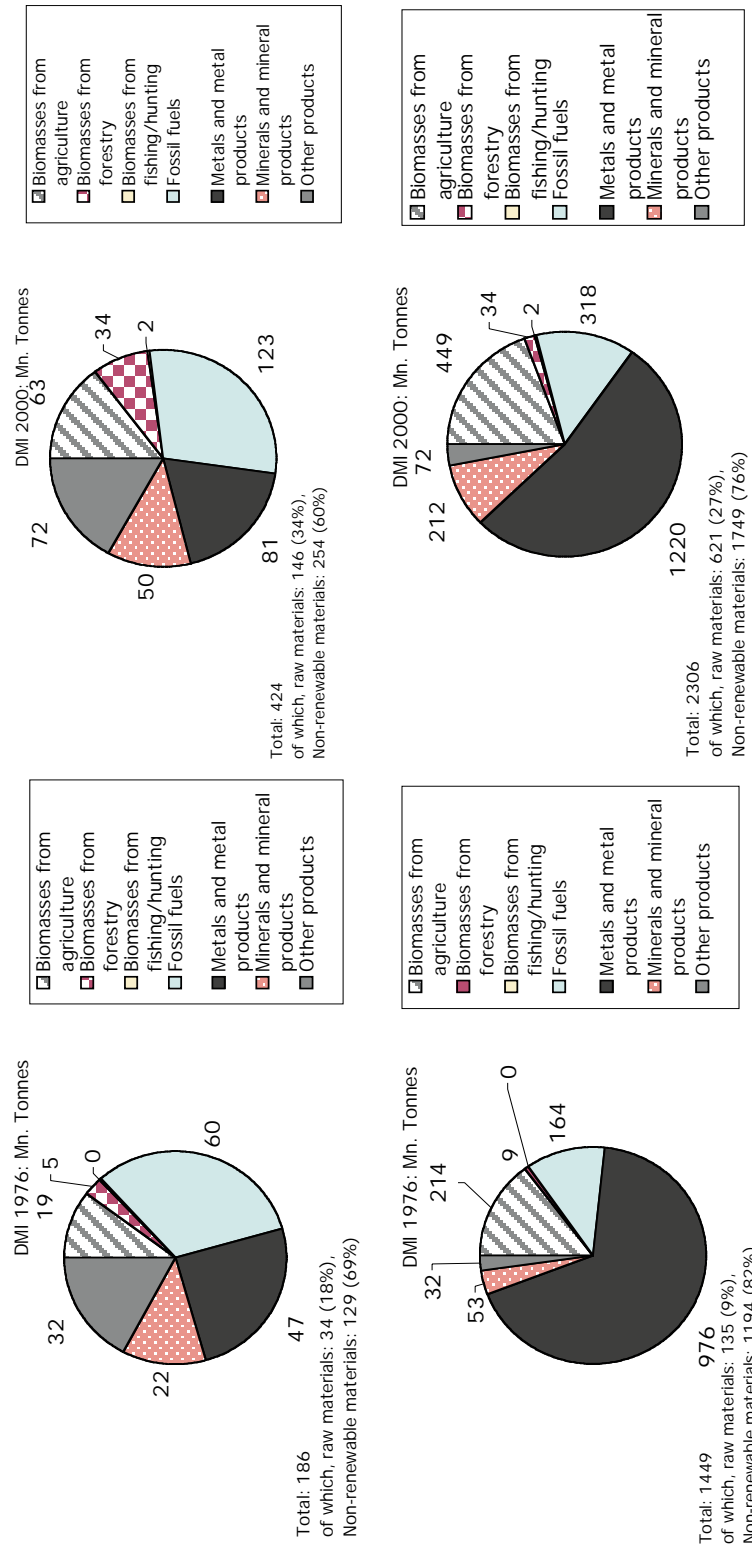 DMI 1976: Mn. Tonnes
19
5
0
60
47
22
32
Total: 186
of which, raw materials: 34 (18%),
Non-renewable materials: 129 (69%)
Biomasses from
agriculture
Biomasses from
forestry
Biomasses from
fishing/hunting
Fossil fuels
Metals and metal
products
Minerals and mineral
products
Other products
DMI 2000: Mn. Tonnes
63
34
2
123
81
50
72
Total: 424
of which, raw materials: 146 (34%),
Non-renewable materials: 254 (60%)
Biomasses from
agriculture
Biomasses from
forestry
Biomasses from
fishing/hunting
Fossil fuels
Metals and metal
products
Minerals and mineral
products
Other products
DMI 1976: Mn. Tonnes
214
9
0
164
976
53
32
Total: 1449
of which, raw materials: 135 (9%),
Non-renewable materials: 1194 (82%)
Biomasses from
agriculture
Biomasses from
forestry
Biomasses from
fishing/hunting
Fossil fuels
Metals and metal
products
Minerals and mineral
products
Other products
DMI 2000: Mn. Tonnes
449
34
2
318
1220
212
72
Total: 2306
of which, raw materials: 621 (27%),
Non-renewable materials: 1749 (76%)
Biomasses from
agriculture
Biomasses from
forestry
Biomasses from
fishing/hunting
Fossil fuels
Metals and metal
products
Minerals and mineral
products
Other products